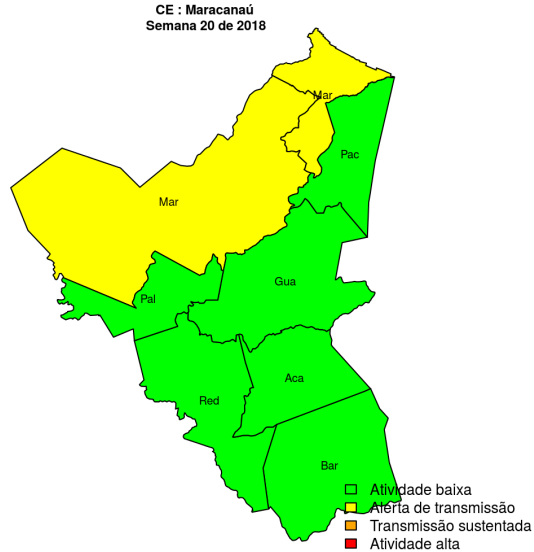 CE : Maracanaú
Semana 20 de 2018
Mar
Pac
Mar
Gua
Pal
Aca
Red
Bar
Atividade baixa
Alerta de transmissão
Transmissão sustentada
Atividade alta